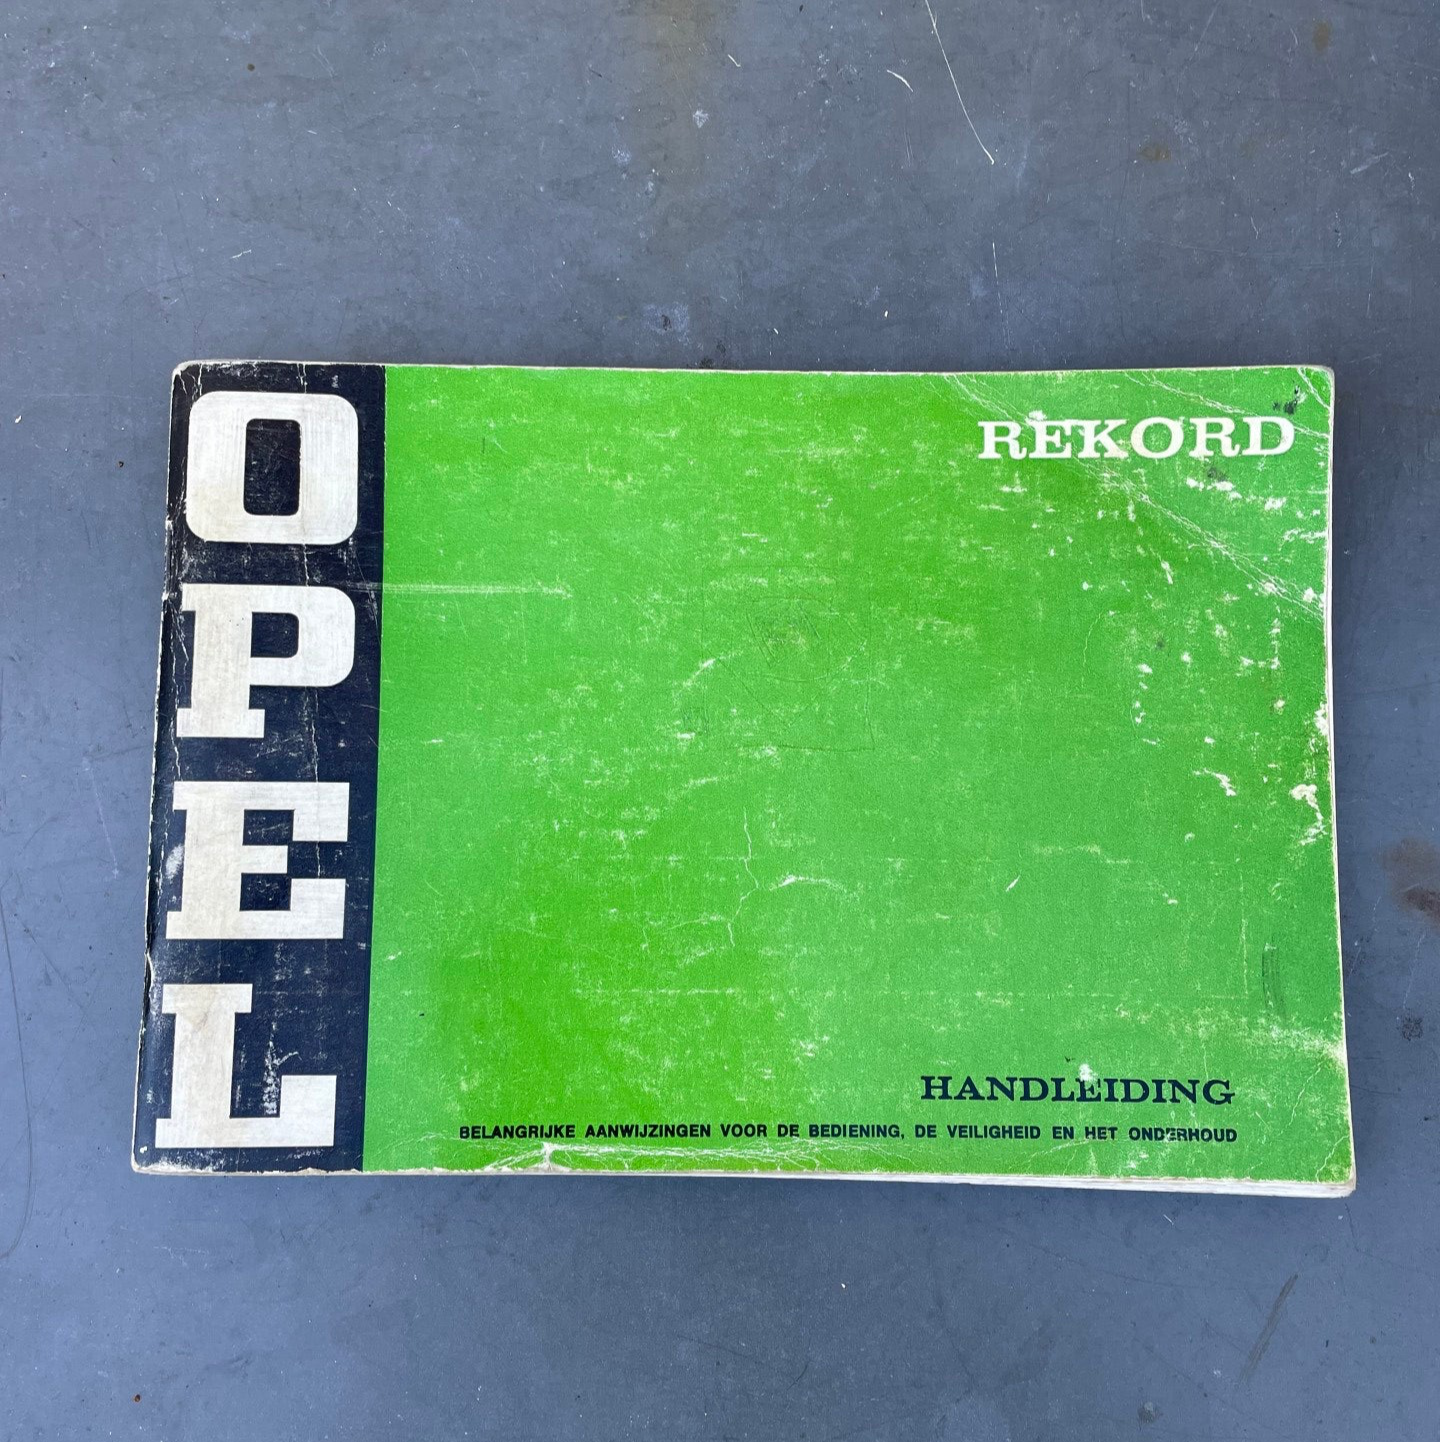 OPEL
REKORD
HANDLEIDING
BELANGRIJKE AANWIJZINGEN VOOR DE BEDIENING, DE VEILIGHEID EN HET ONDERHOUD